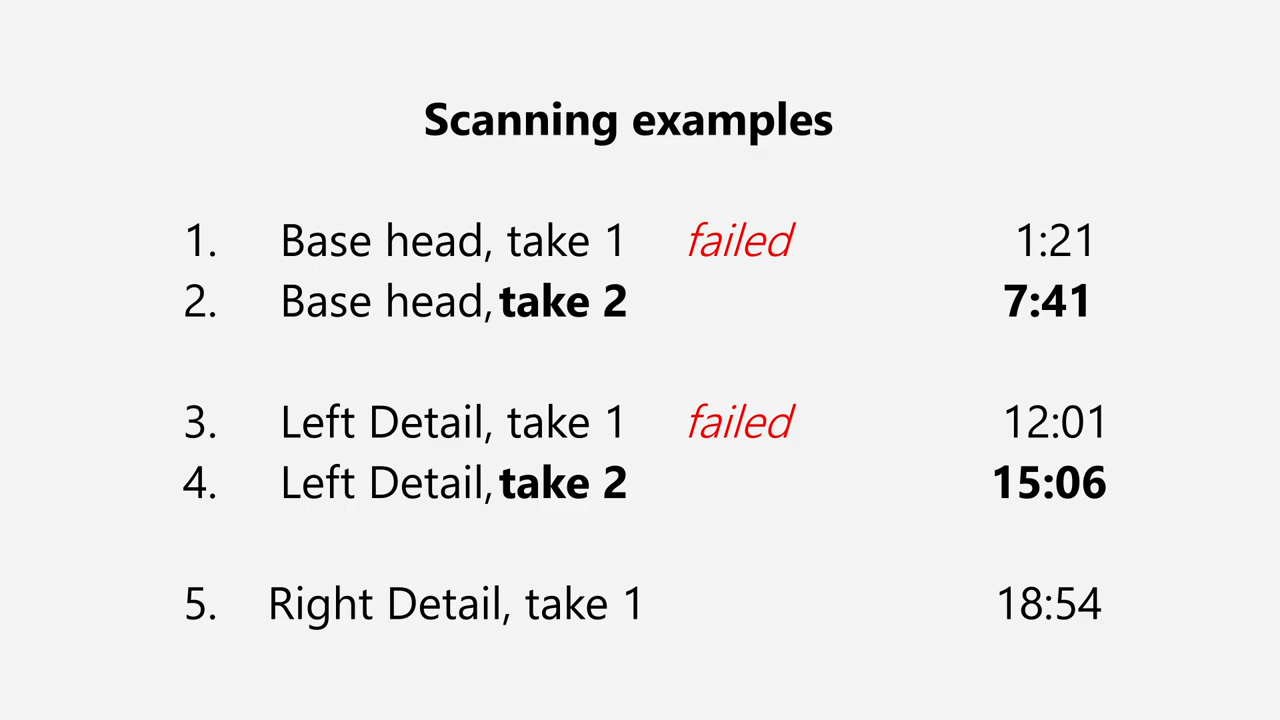 Scanning examples
1. Base head, take 1 failed 1:21
2. Base head, take 2 7:41
3. Left Detail, take 1 failed 12:01
4. Left Detail, take 2 15:06
5. Right Detail, take 1 18:54